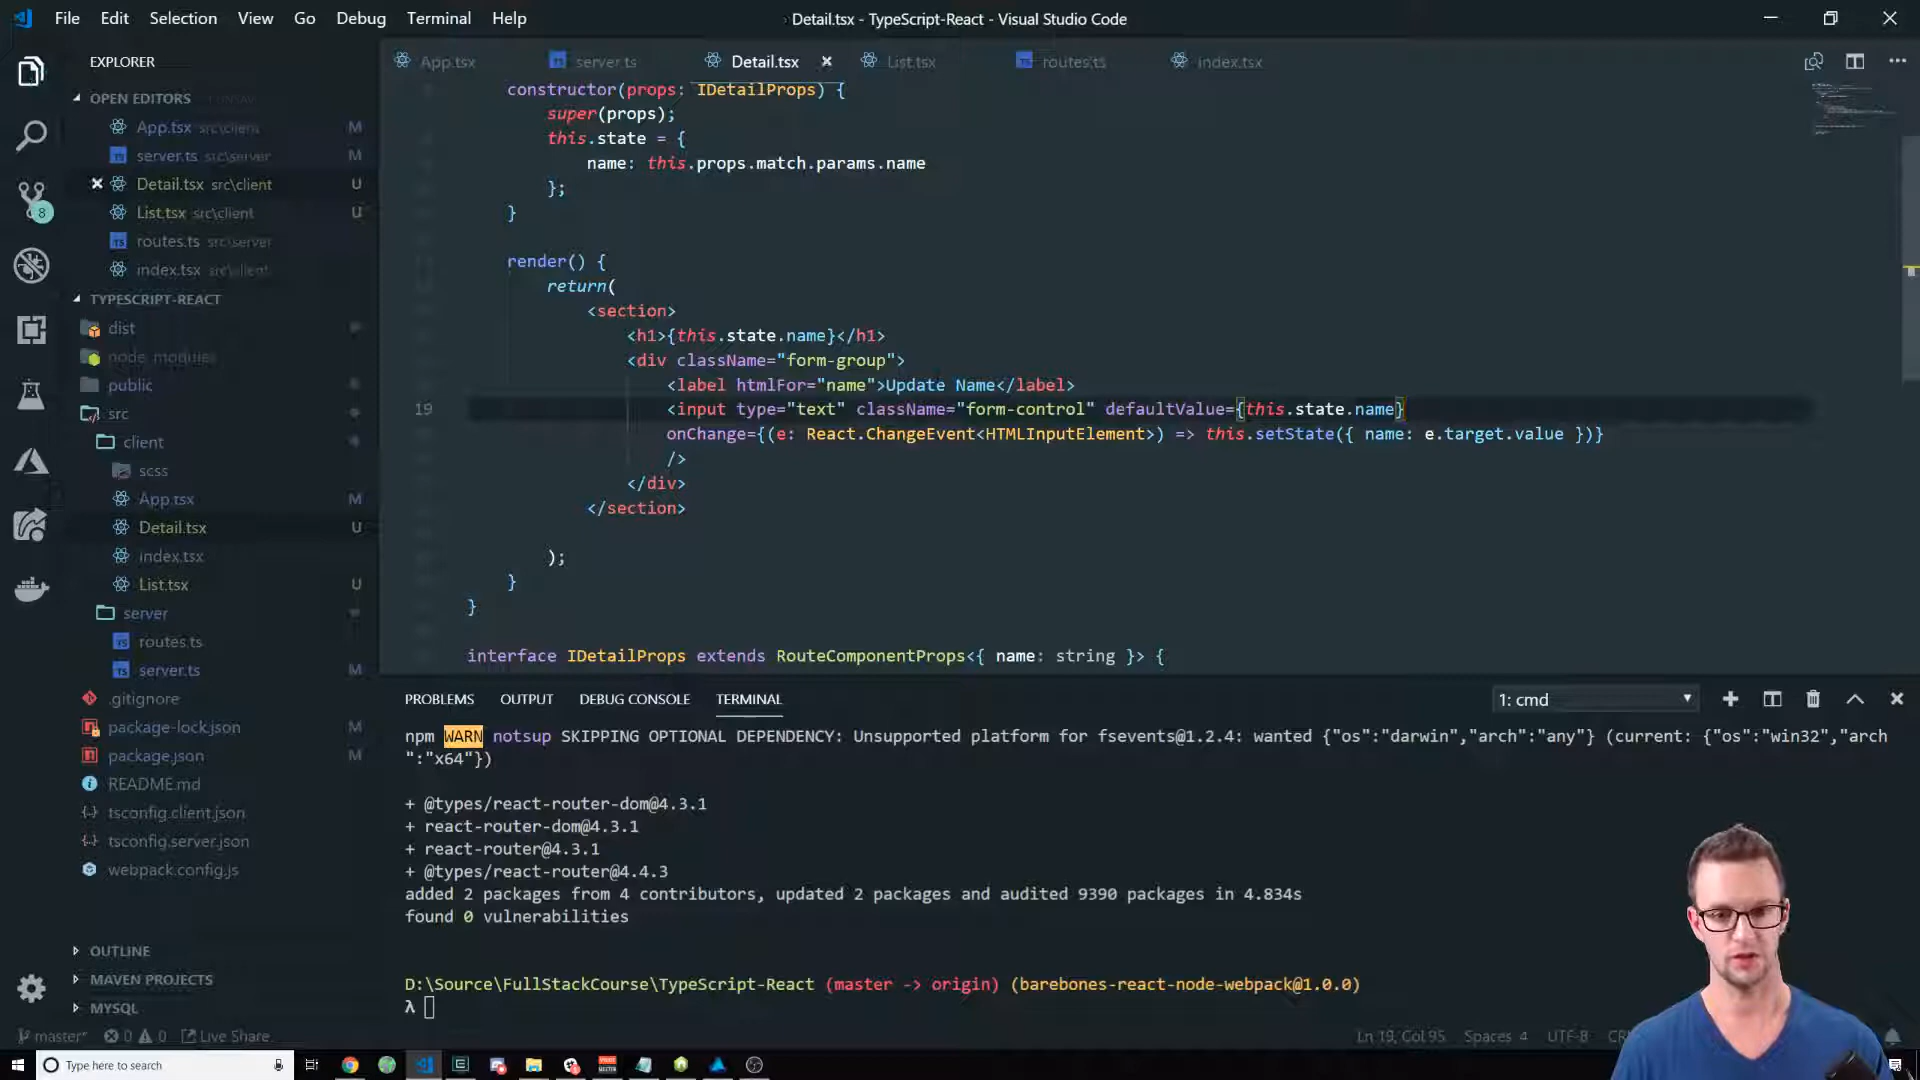 File Edit Selection View Go Debug Terminal Help
Detail.tsx - TypeScript-React - Visual Studio Code
EXPLORER
OPEN EDITORS
App.tsx src\client M
server.ts src\server M
Detail.tsx src\client U
List.tsx src\client U
routes.ts src\server
index.tsx src\client
TYPESCRIPT-REACT
dist
node_modules
public
src
client
scss
App.tsx M
Detail.tsx U
index.tsx
List.tsx U
server
routes.ts
server.ts M
.gitignore
package-lock.json M
package.json M
README.md
tsconfig.client.json
tsconfig.server.json
webpack.config.js
OUTLINE
MAVEN PROJECTS
MYSQL
8
App.tsx server.ts Detail.tsx List.tsx routes.ts index.tsx
constructor(props: IDetailProps) {
super(props);
this.state = {
name: this.props.match.params.name
};
}
render() {
return(
<section>
<h1>{this.state.name}</h1>
<div className="form-group">
<label htmlFor="name">Update Name</label>
19 <input type="text" className="form-control" defaultValue={this.state.name}
onChange={(e: React.ChangeEvent<HTMLInputElement>) => this.setState({ name: e.target.value })}
/>
</div>
</section>
);
}
}
interface IDetailProps extends RouteComponentProps<{ name: string }> {
PROBLEMS OUTPUT DEBUG CONSOLE TERMINAL
1: cmd
npm WARN notsup SKIPPING OPTIONAL DEPENDENCY: Unsupported platform for fsevents@1.2.4: wanted {"os":"darwin","arch":"any"} (current: {"os":"win32","arch
":"x64"})
+ @types/react-router-dom@4.3.1
+ react-router-dom@4.3.1
+ react-router@4.3.1
+ @types/react-router@4.4.3
added 2 packages from 4 contributors, updated 2 packages and audited 9390 packages in 4.834s
found 0 vulnerabilities
D:\Source\FullStackCourse\TypeScript-React (master -> origin) (barebones-react-node-webpack@1.0.0)
λ
master* 0 0 Live Share
Ln 19, Col 95 Spaces: 4 UTF-8
Type here to search